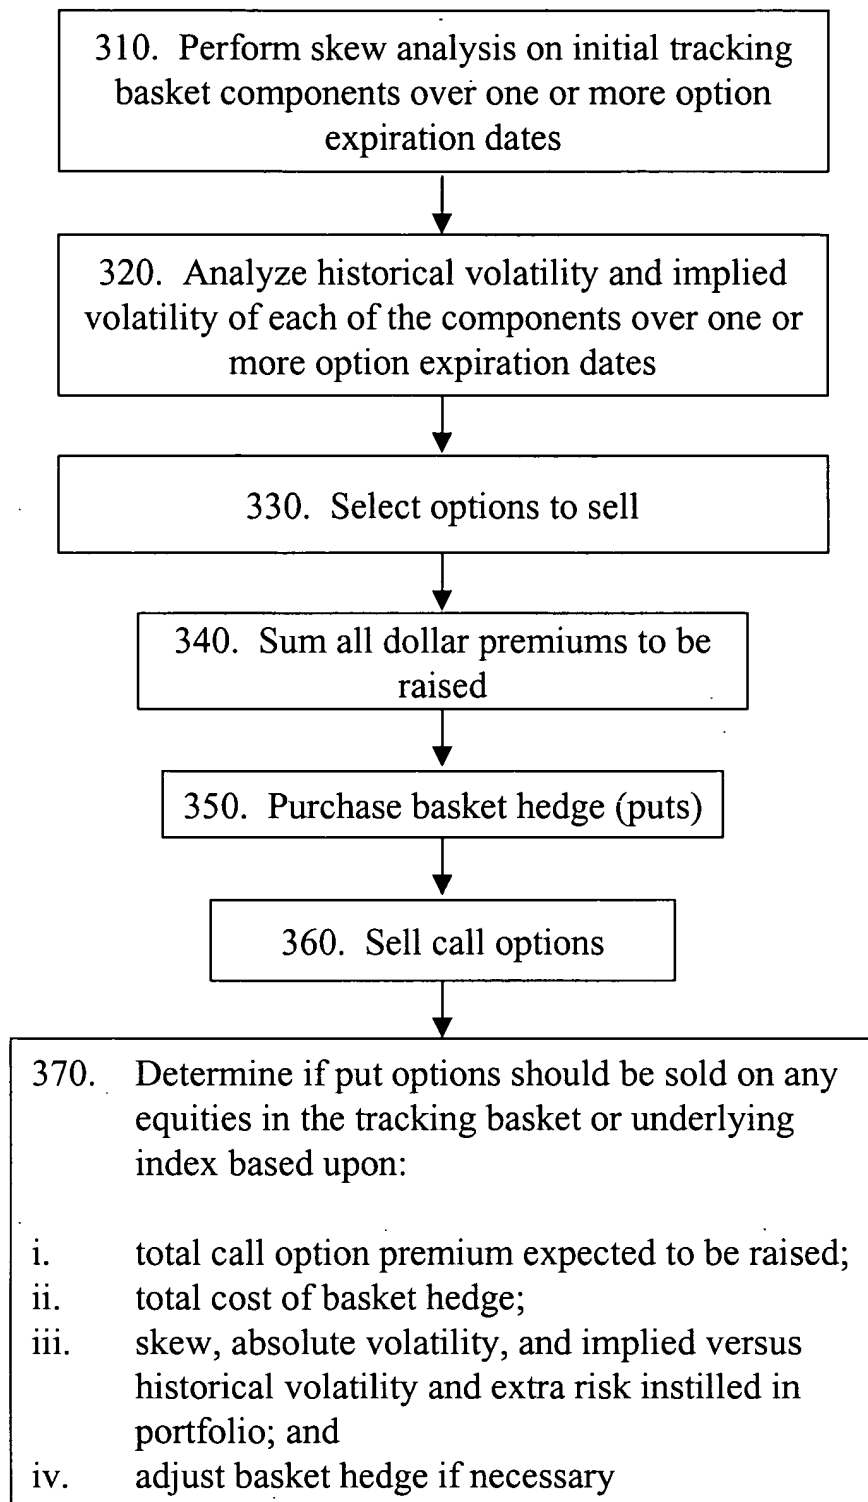 310. Perform skew analysis on initial tracking
basket components over one or more option
expiration dates
320. Analyze historical volatility and implied
volatility of each of the components over one or
more option expiration dates
330. Select options to sell
340. Sum all dollar premiums to be
raised
350. Purchase basket hedge (puts)
360. Sell call options
370. Determine if put options should be sold on any
equities in the tracking basket or underlying
index based upon:
i. total call option premium expected to be raised;
ii. total cost of basket hedge;
iii. skew, absolute volatility, and implied versus
historical volatility and extra risk instilled in
portfolio; and
iv. adjust basket hedge if necessary